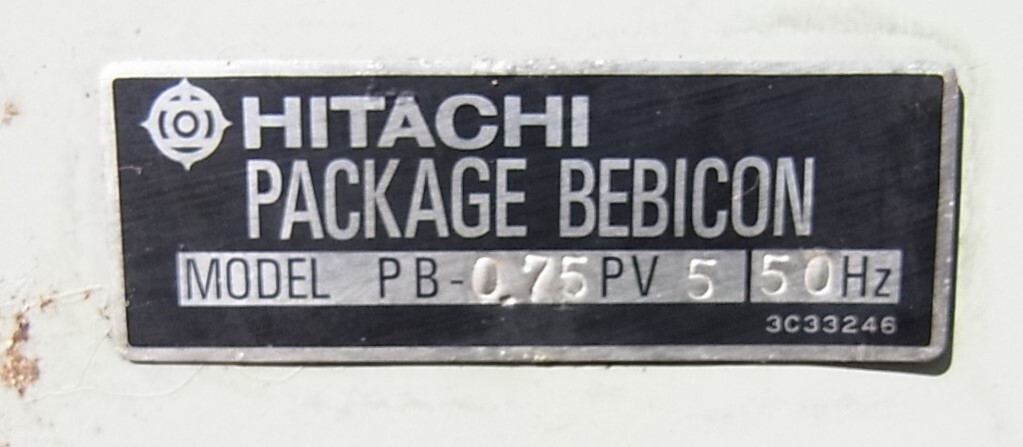 HITACHI
PACKAGE BEBICON
MODEL PB-0.75PV 5 50Hz
3C33246